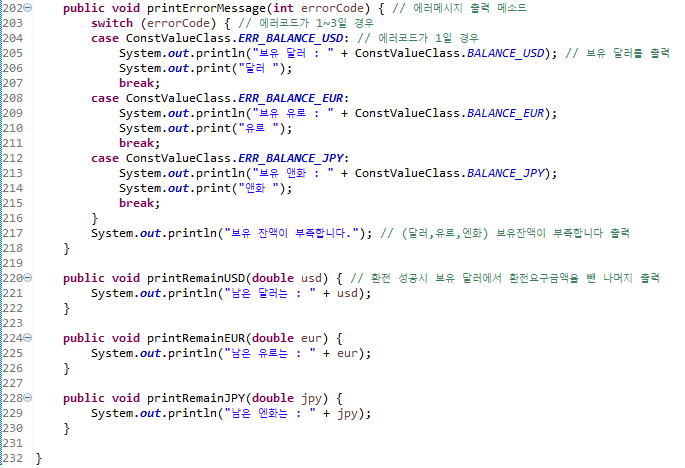 202 public void printErrorMessage(int errorCode) { // 에러메시지 출력 메소드
203 switch (errorCode) { // 에러코드가 1~3일 경우
204 case ConstValueClass.ERR_BALANCE_USD: // 에러코드가 1일 경우
205 System.out.println("보유 달러 : " + ConstValueClass.BALANCE_USD); // 보유 달러를 출력
206 System.out.print("달러 ");
207 break;
208 case ConstValueClass.ERR_BALANCE_EUR:
209 System.out.println("보유 유로 : " + ConstValueClass.BALANCE_EUR);
210 System.out.print("유로 ");
211 break;
212 case ConstValueClass.ERR_BALANCE_JPY:
213 System.out.println("보유 앤화 : " + ConstValueClass.BALANCE_JPY);
214 System.out.print("앤화 ");
215 break;
216 }
217 System.out.println("보유 잔액이 부족합니다."); // (달러,유로,엔화) 보유잔액이 부족합니다 출력
218 }
219
220 public void printRemainUSD(double usd) { // 환전 성공시 보유 달러에서 환전요구금액을 뺀 나머지 출력
221 System.out.println("남은 달러는 : " + usd);
222 }
223
224 public void printRemainEUR(double eur) {
225 System.out.println("남은 유로는 : " + eur);
226 }
227
228 public void printRemainJPY(double jpy) {
229 System.out.println("남은 엔화는 : " + jpy);
230 }
231
232 }